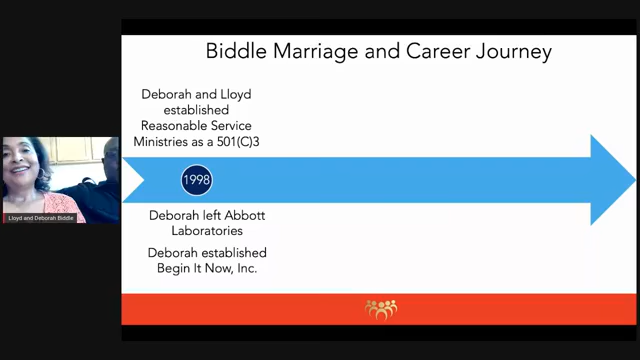 Biddle Marriage and Career Journey
Deborah and Lloyd
established
Reasonable Service
Ministries as a 501(C)3
1998
Deborah left Abbott
Laboratories
Deborah established
Begin It Now, Inc.
Lloyd and Deborah Biddle